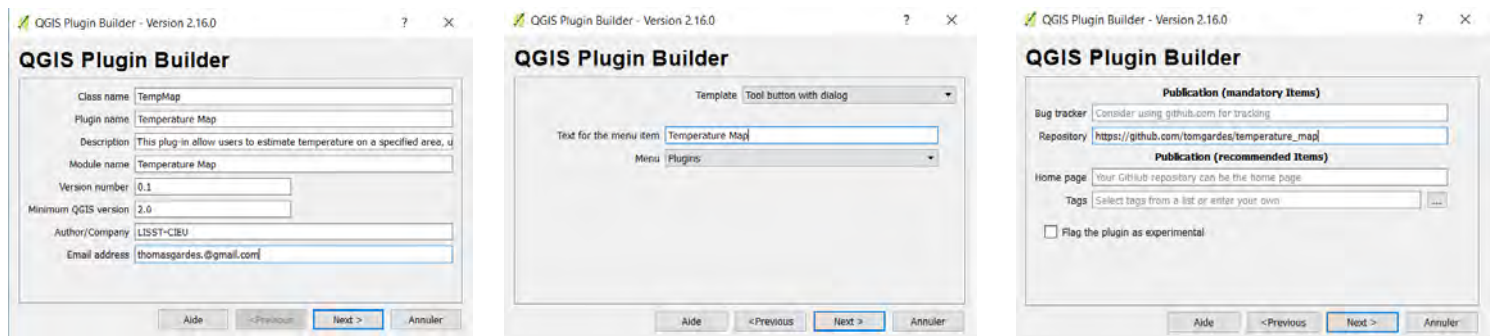 QGIS Plugin Builder - Version 2.16.0
QGIS Plugin Builder
Class name TempMap
Plugin name Temperature Map
Description This plug-in allow users to estimate temperature on a specified area, u
Module name Temperature Map
Version number 0.1
Minimum QGIS version 2.0
Author/Company LISST-CIEU
Email address thomasgardes.@gmail.com
Aide <Previous Next > Annuler
QGIS Plugin Builder - Version 2.16.0
QGIS Plugin Builder
Template Tool button with dialog
Text for the menu item Temperature Map
Menu Plugins
Aide <Previous Next > Annuler
QGIS Plugin Builder - Version 2.16.0
QGIS Plugin Builder
Publication (mandatory Items)
Bug tracker Consider using github.com for tracking
Repository https://github.com/tomgardes/temperature_map
Publication (recommended Items)
Home page Your GitHub repository can be the home page
Tags Select tags from a list or enter your own ...
Flag the plugin as experimental
Aide <Previous Next > Annuler